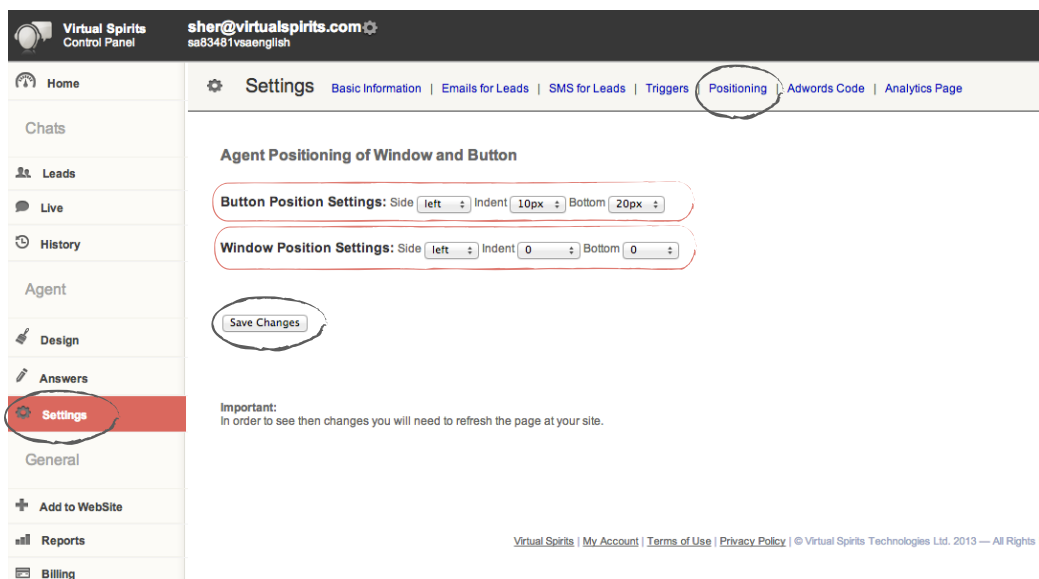 Virtual Spirits
Control Panel
sher@virtualspirits.com
sa83481vsaenglish
Home
Chats
Leads
Live
History
Agent
Design
Answers
Settings
General
Add to WebSite
Reports
Billing
Settings Basic Information | Emails for Leads | SMS for Leads | Triggers | Positioning | Adwords Code | Analytics Page
Agent Positioning of Window and Button
Button Position Settings: Side left Indent 10px Bottom 20px
Window Position Settings: Side left Indent 0 Bottom 0
Save Changes
Important:
In order to see then changes you will need to refresh the page at your site.
Virtual Spirits | My Account | Terms of Use | Privacy Policy | © Virtual Spirits Technologies Ltd. 2013 — All Rights